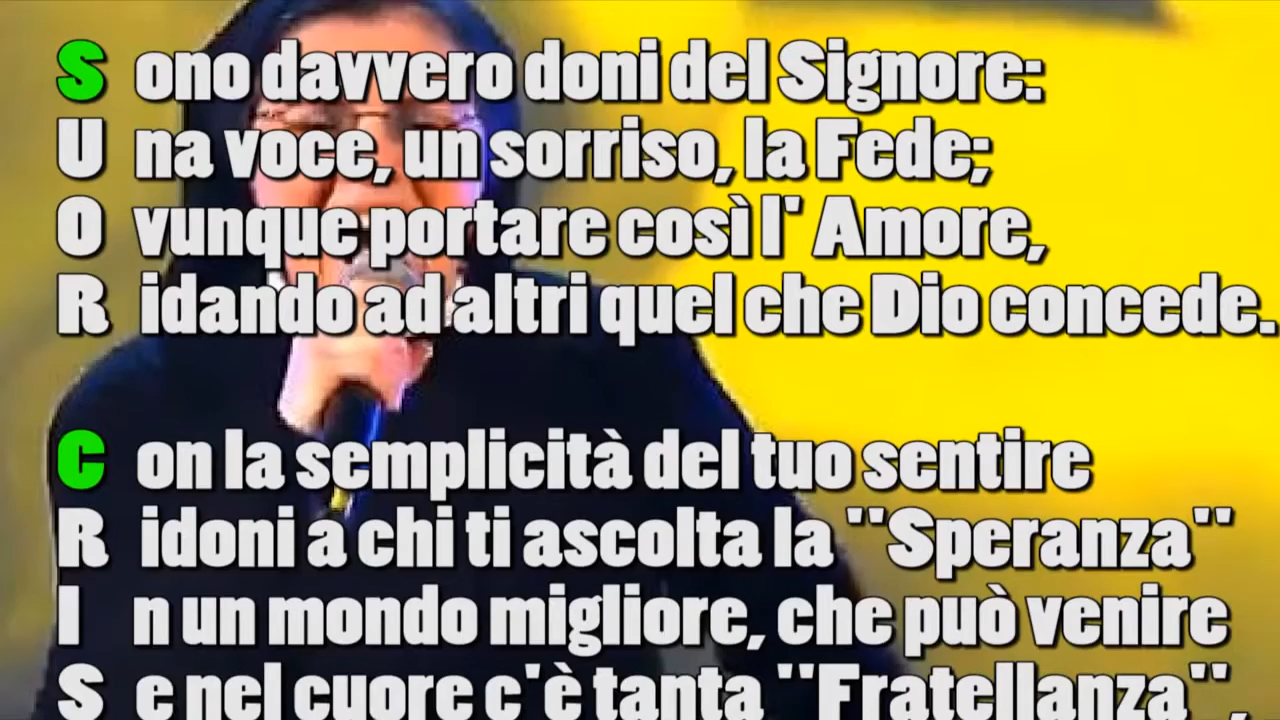 S ono davvero doni del Signore:
U na voce, un sorriso, la Fede;
O vunque portare così l' Amore,
R idando ad altri quel che Dio concede.
C on la semplicità del tuo sentire
R idoni a chi ti ascolta la "Speranza"
I n un mondo migliore, che può venire
S e nel cuore c'è tanta "Fratellanza",